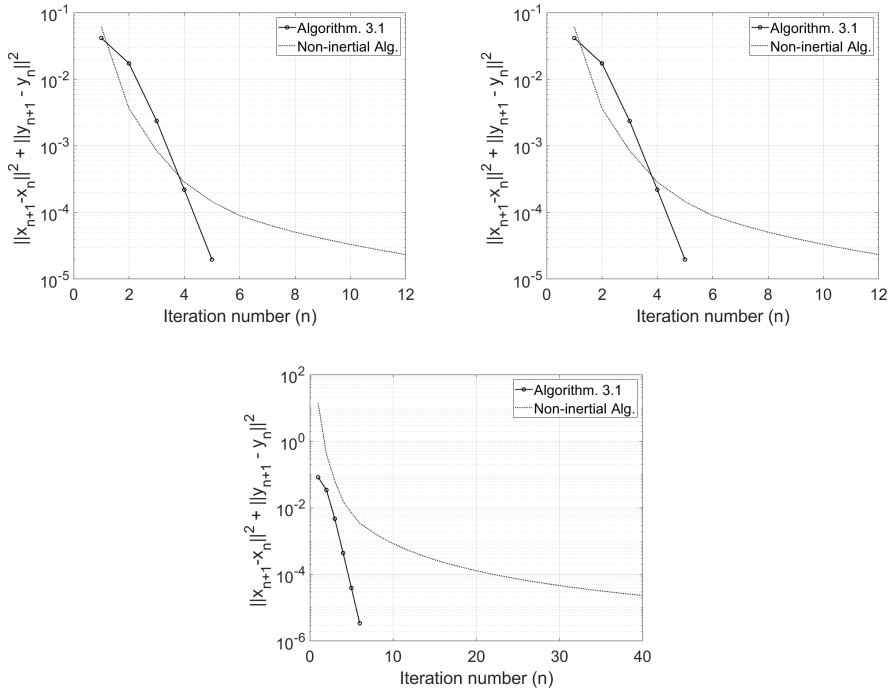 10^-1
10^-2
10^-3
10^-4
10^-5
||x_{n+1}-x_n||^2 + ||y_{n+1} - y_n||^2
Algorithm. 3.1
Non-inertial Alg.
0 2 4 6 8 10 12
Iteration number (n)
10^-1
10^-2
10^-3
10^-4
10^-5
||x_{n+1}-x_n||^2 + ||y_{n+1} - y_n||^2
Algorithm. 3.1
Non-inertial Alg.
0 2 4 6 8 10 12
Iteration number (n)
10^2
10^0
10^-2
10^-4
10^-6
||x_{n+1}-x_n||^2 + ||y_{n+1} - y_n||^2
Algorithm. 3.1
Non-inertial Alg.
0 10 20 30 40
Iteration number (n)